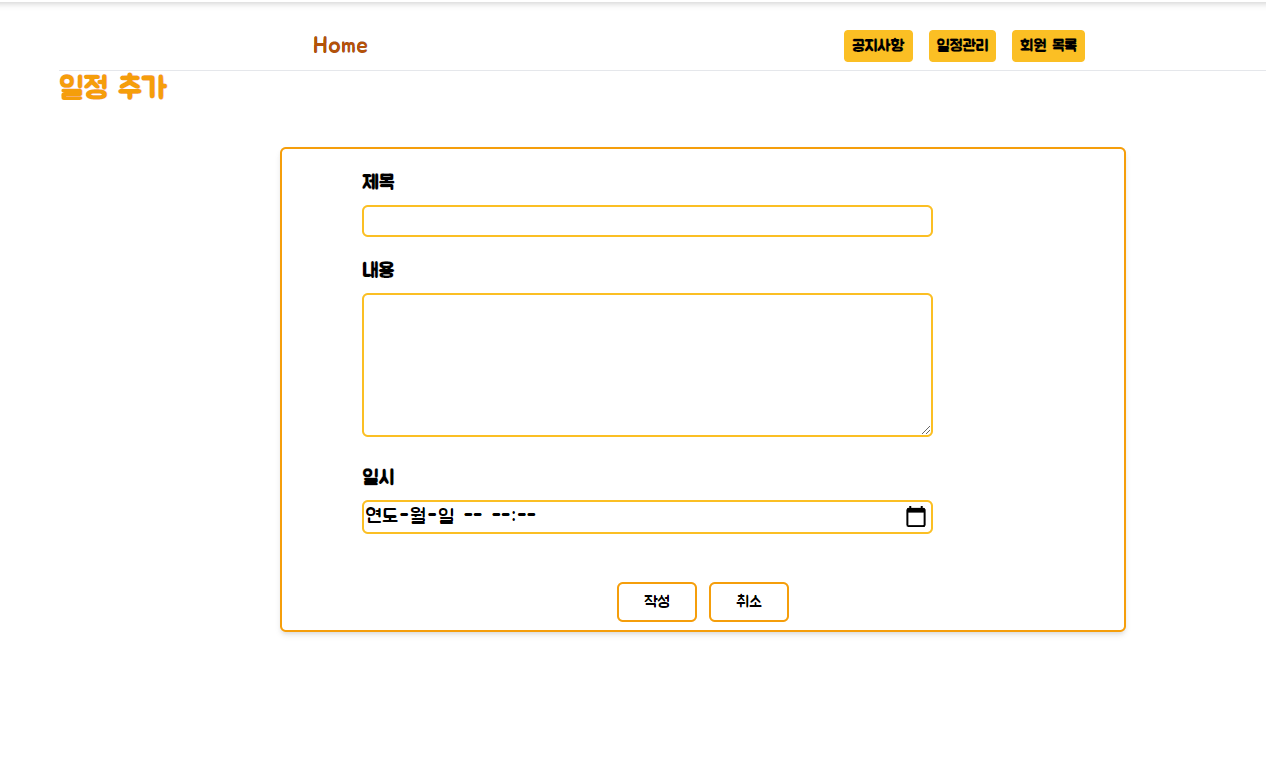 Home 공지사항 일정관리 회원 목록
일정 추가
제목
내용
일시
연도-월-일 -- --:--
작성 취소